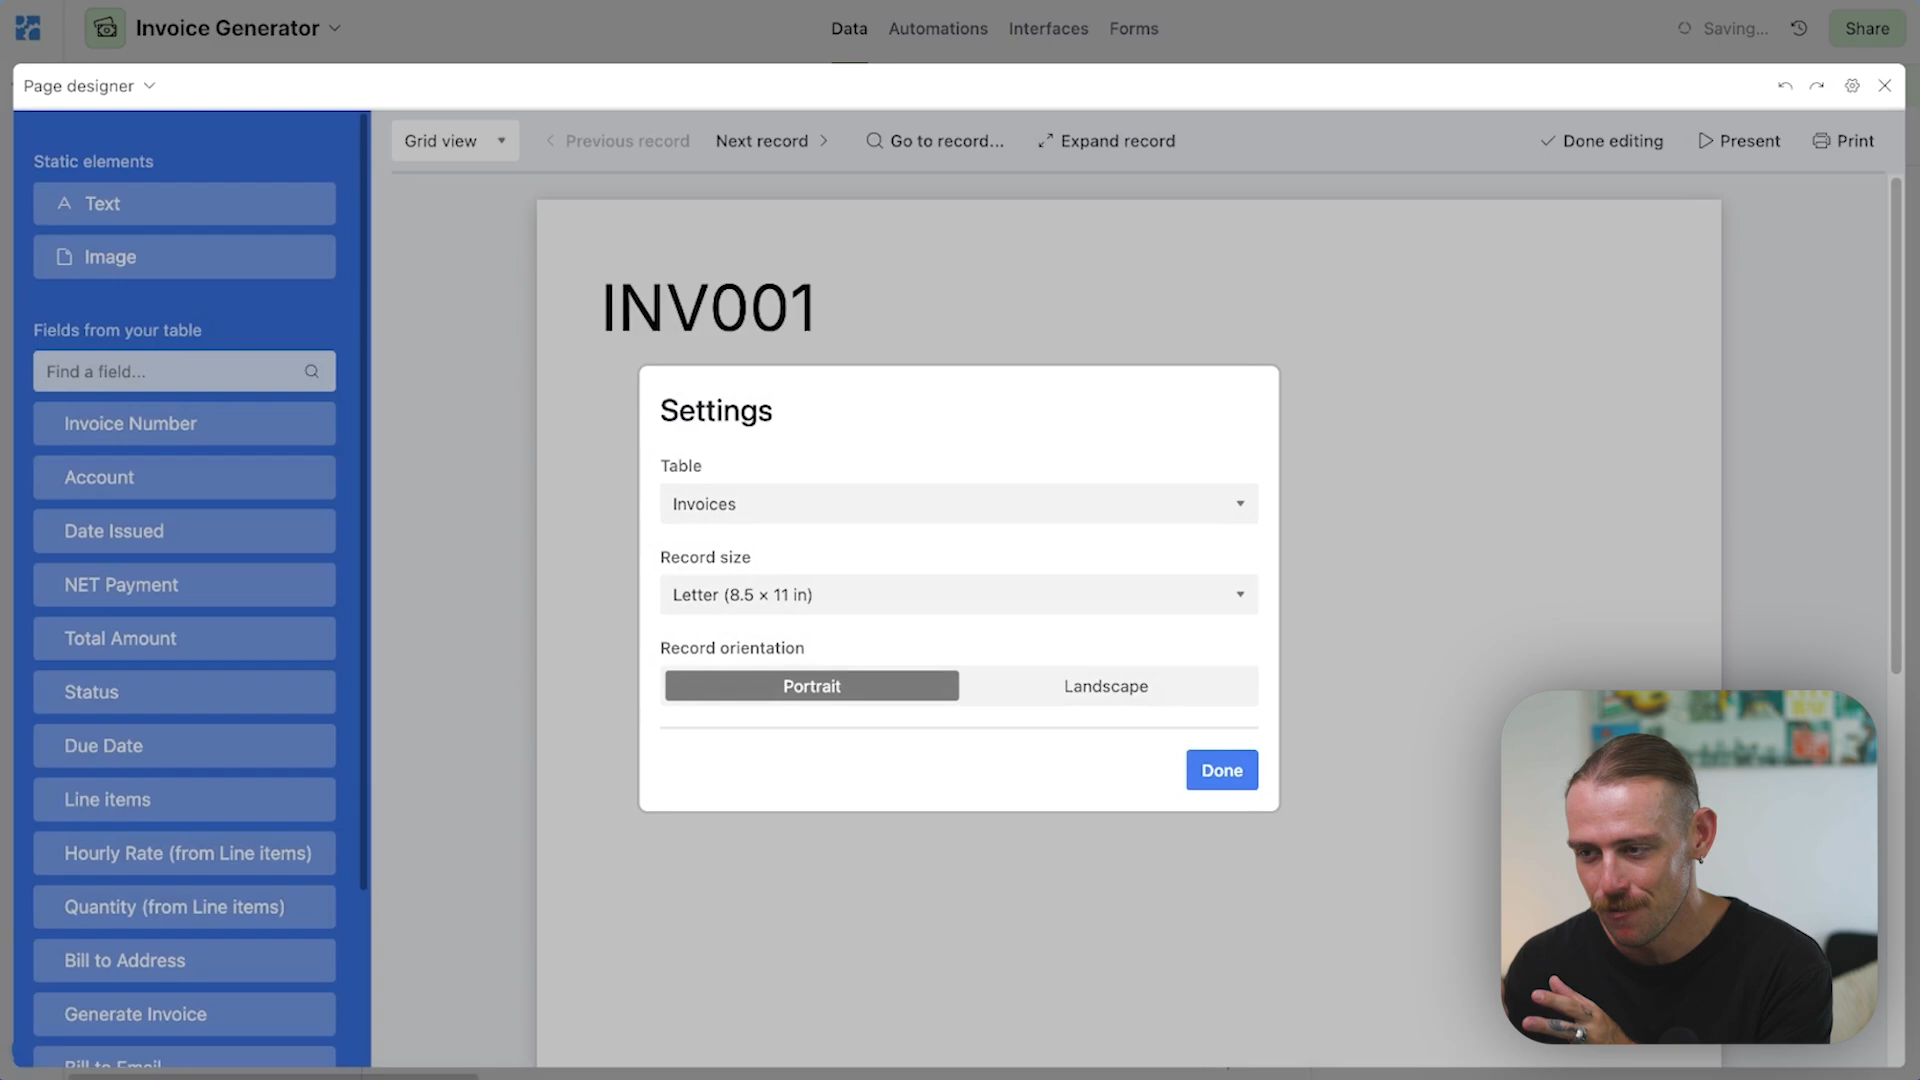 Invoice Generator
Data
Automations
Interfaces
Forms
Saving...
Share
Page designer
Static elements
Text
Image
Fields from your table
Find a field...
Invoice Number
Account
Date Issued
NET Payment
Total Amount
Status
Due Date
Line items
Hourly Rate (from Line items)
Quantity (from Line items)
Bill to Address
Generate Invoice
Bill to Email
Grid view
Previous record
Next record
Go to record...
Expand record
Done editing
Present
Print
INV001
Settings
Table
Invoices
Record size
Letter (8.5 × 11 in)
Record orientation
Portrait
Landscape
Done